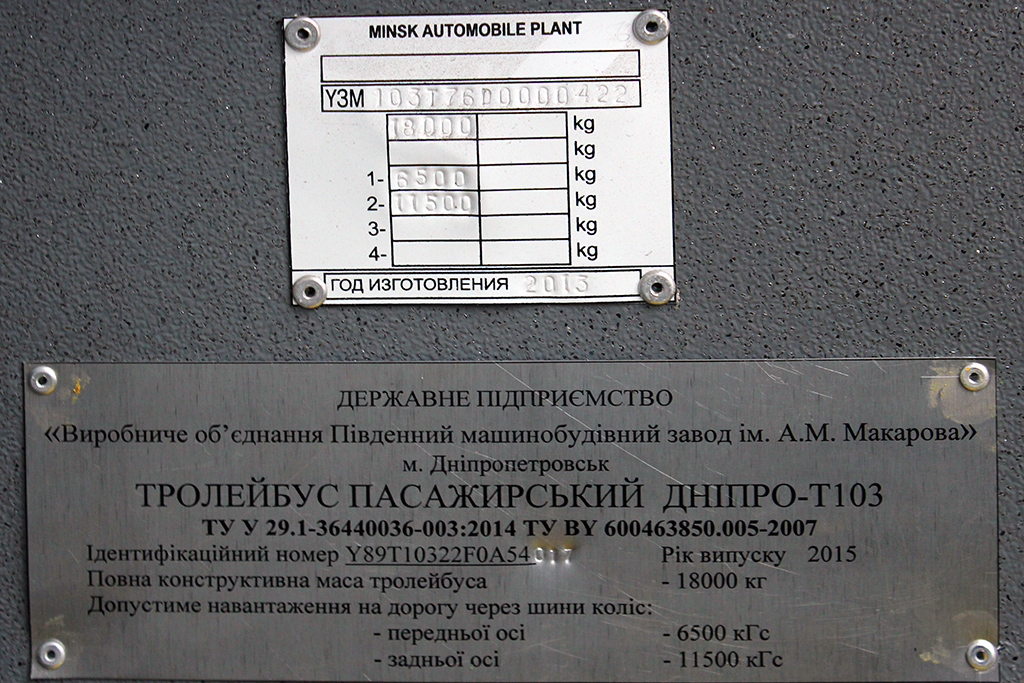 MINSK AUTOMOBILE PLANT
Y3M 103T76D0000422
18000 kg
kg
1- 6500 kg
2- 11500 kg
3- kg
4- kg
ГОД ИЗГОТОВЛЕНИЯ 2013
ДЕРЖАВНЕ ПІДПРИЄМСТВО
«Виробниче об’єднання Південний машинобудівний завод ім. А.М. Макарова»
м. Дніпропетровськ
ТРОЛЕЙБУС ПАСАЖИРСЬКИЙ ДНІПРО-Т103
ТУ У 29.1-36440036-003:2014 ТУ BY 600463850.005-2007
Ідентифікаційний номер Y89T10322F0A54017 Рік випуску 2015
Повна конструктивна маса тролейбуса - 18000 кг
Допустиме навантаження на дорогу через шини коліс:
- передньої осі - 6500 кГс
- задньої осі - 11500 кГс